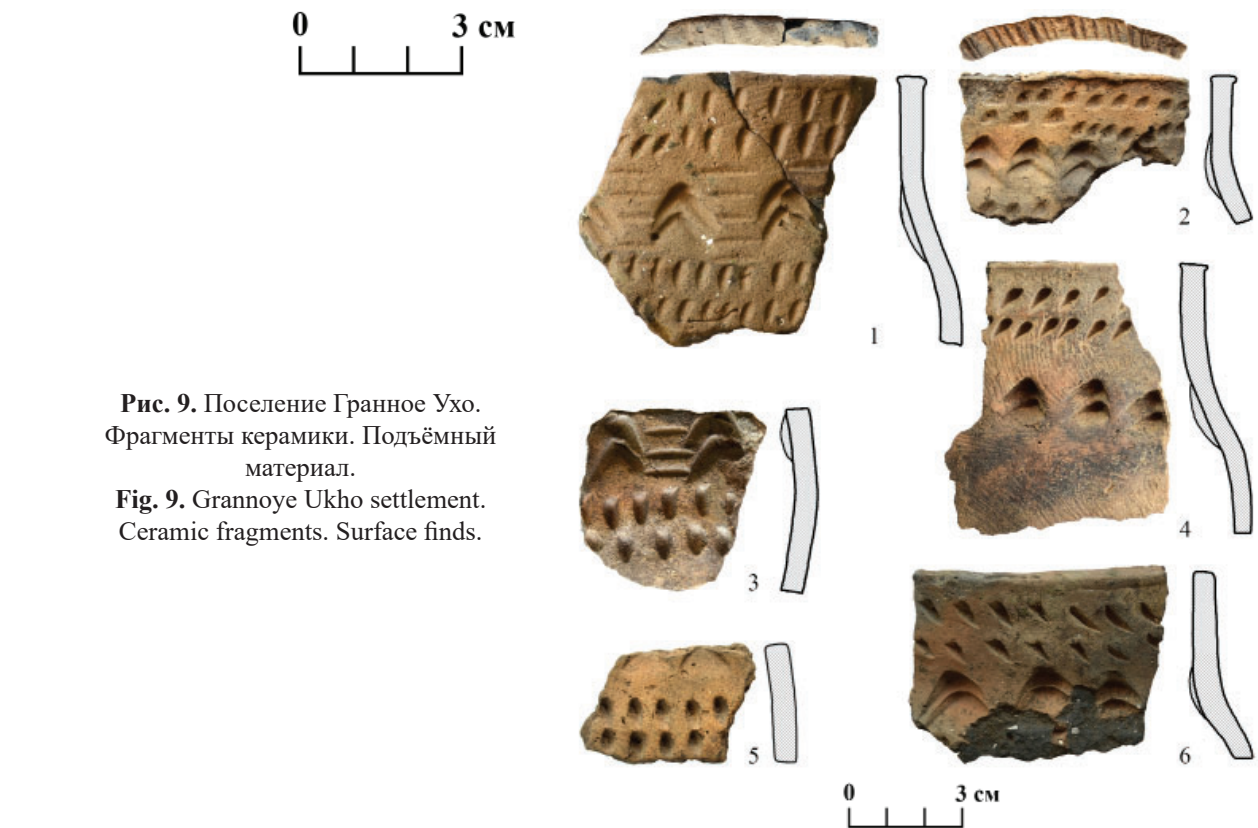 0 3 см
1
2
3
4
5
6
Рис. 9. Поселение Гранное Ухо.
Фрагменты керамики. Подъёмный
материал.
Fig. 9. Grannoye Ukho settlement.
Ceramic fragments. Surface finds.
0 3 см